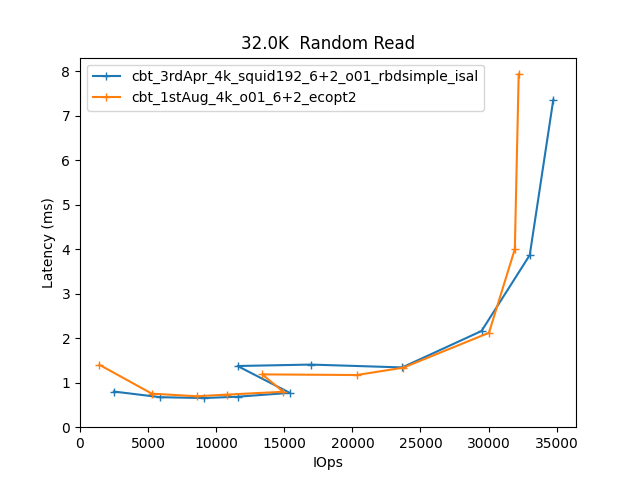 32.0K  Random Read
cbt_3rdApr_4k_squid192_6+2_o01_rbdsimple_isal
cbt_1stAug_4k_o01_6+2_ecopt2
Latency (ms)
8
7
6
5
4
3
2
1
0
0 5000 10000 15000 20000 25000 30000 35000
IOps